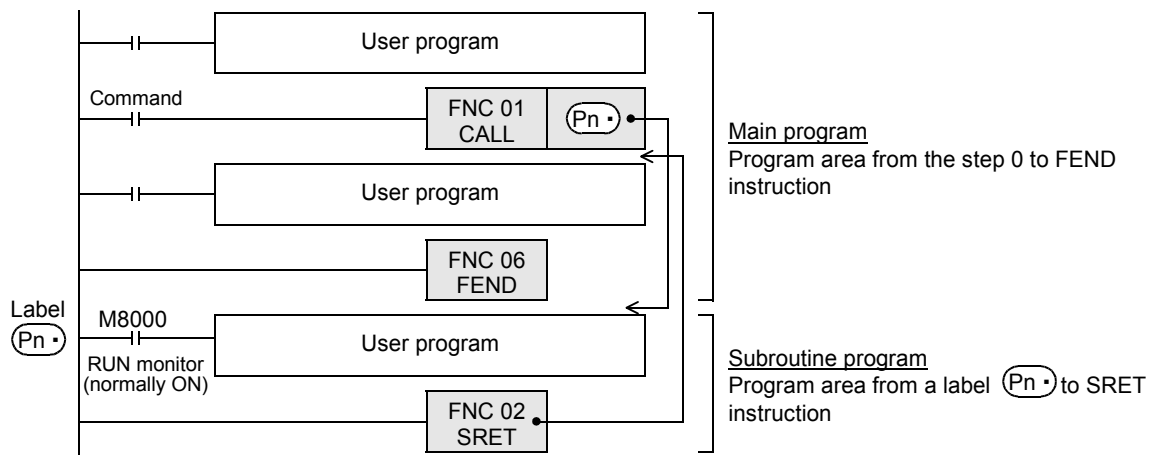 User program
Command
FNC 01
CALL
Pn •
Main program
Program area from the step 0 to FEND
instruction
User program
FNC 06
FEND
Label
Pn •
M8000
RUN monitor
(normally ON)
User program
Subroutine program
Program area from a label Pn • to SRET
instruction
FNC 02
SRET